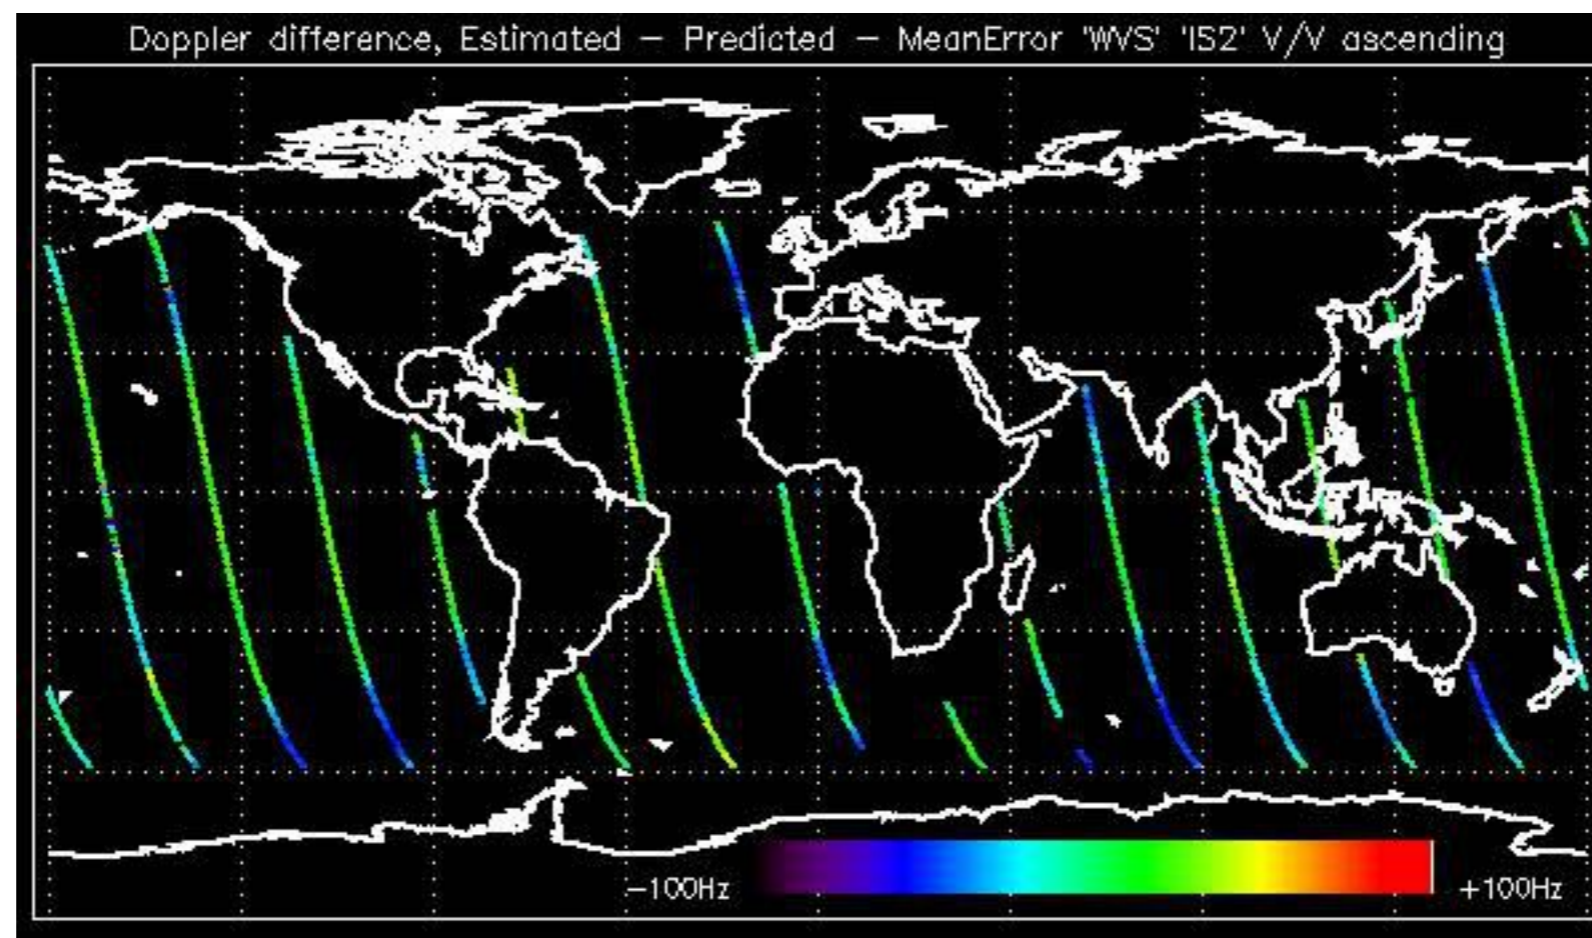 Doppler difference, Estimated – Predicted – MeanError 'WVS' 'IS2' V/V ascending
–100Hz
+100Hz